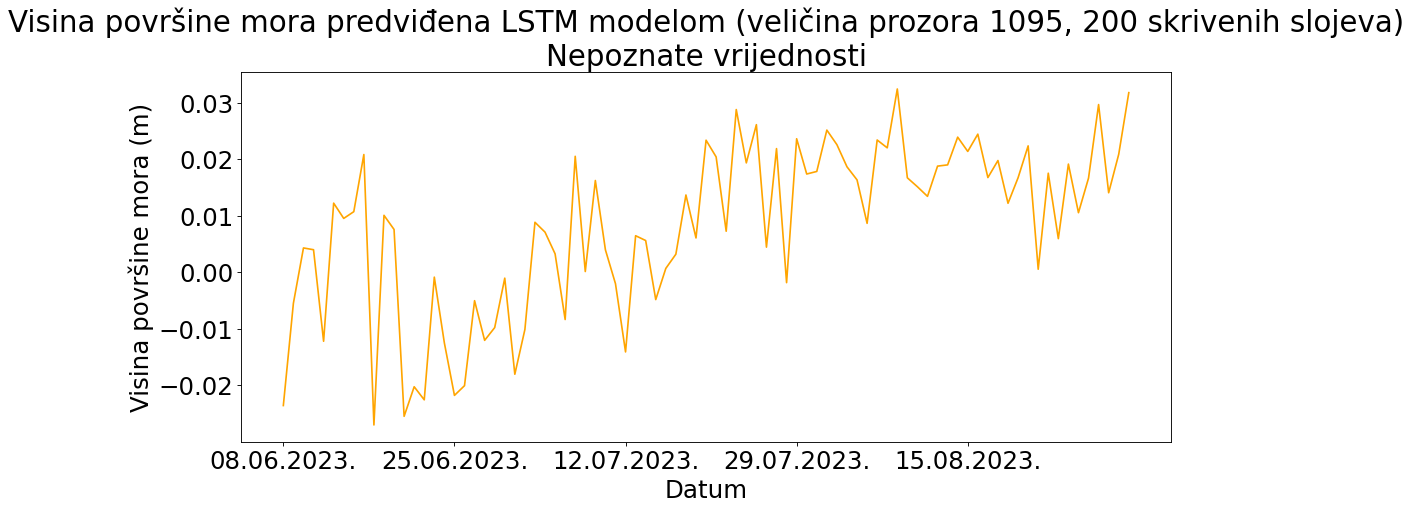 Visina površine mora predviđena LSTM modelom (veličina prozora 1095, 200 skrivenih slojeva)
Nepoznate vrijednosti
Visina površine mora (m)
0.03
0.02
0.01
0.00
−0.01
−0.02
08.06.2023. 25.06.2023. 12.07.2023. 29.07.2023. 15.08.2023.
Datum